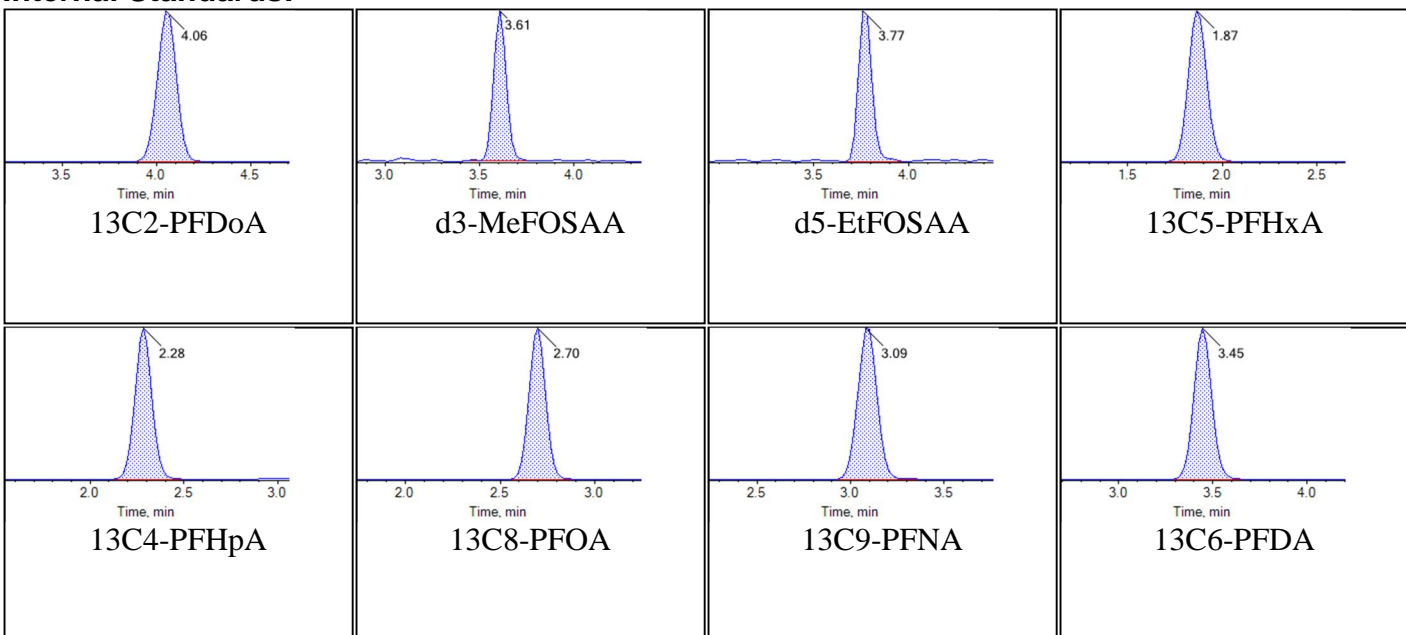 Internal Standards:
4.06
3.5 4.0 4.5
Time, min
13C2-PFDoA
3.61
3.0 3.5 4.0
Time, min
d3-MeFOSAA
3.77
3.5 4.0
Time, min
d5-EtFOSAA
1.87
1.5 2.0 2.5
Time, min
13C5-PFHxA
2.28
2.0 2.5 3.0
Time, min
13C4-PFHpA
2.70
2.0 2.5 3.0
Time, min
13C8-PFOA
3.09
2.5 3.0 3.5
Time, min
13C9-PFNA
3.45
3.0 3.5 4.0
Time, min
13C6-PFDA